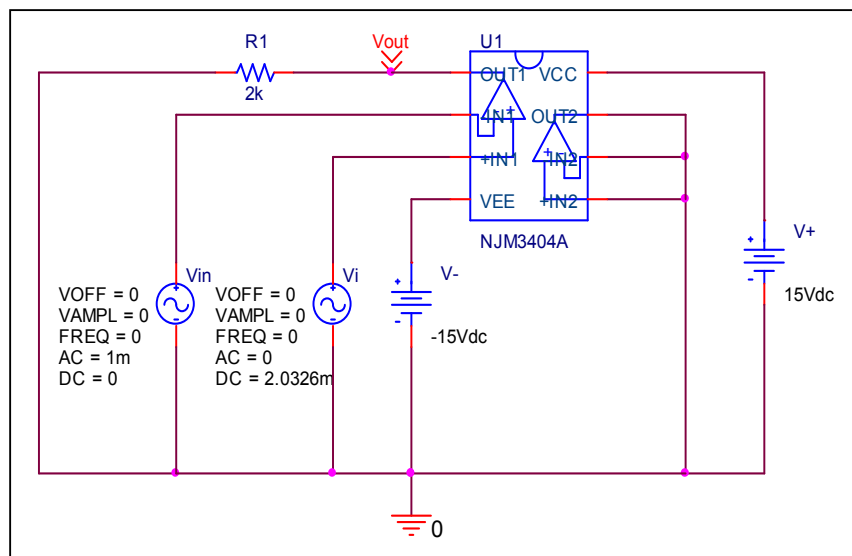 R1
2k
Vout
U1
OUT1
VCC
-IN1
OUT2
+IN1
-IN2
VEE
+IN2
NJM3404A
Vin
VOFF = 0
VAMPL = 0
FREQ = 0
AC = 1m
DC = 0
Vi
VOFF = 0
VAMPL = 0
FREQ = 0
AC = 0
DC = 2.0326m
V-
-15Vdc
V+
15Vdc
0